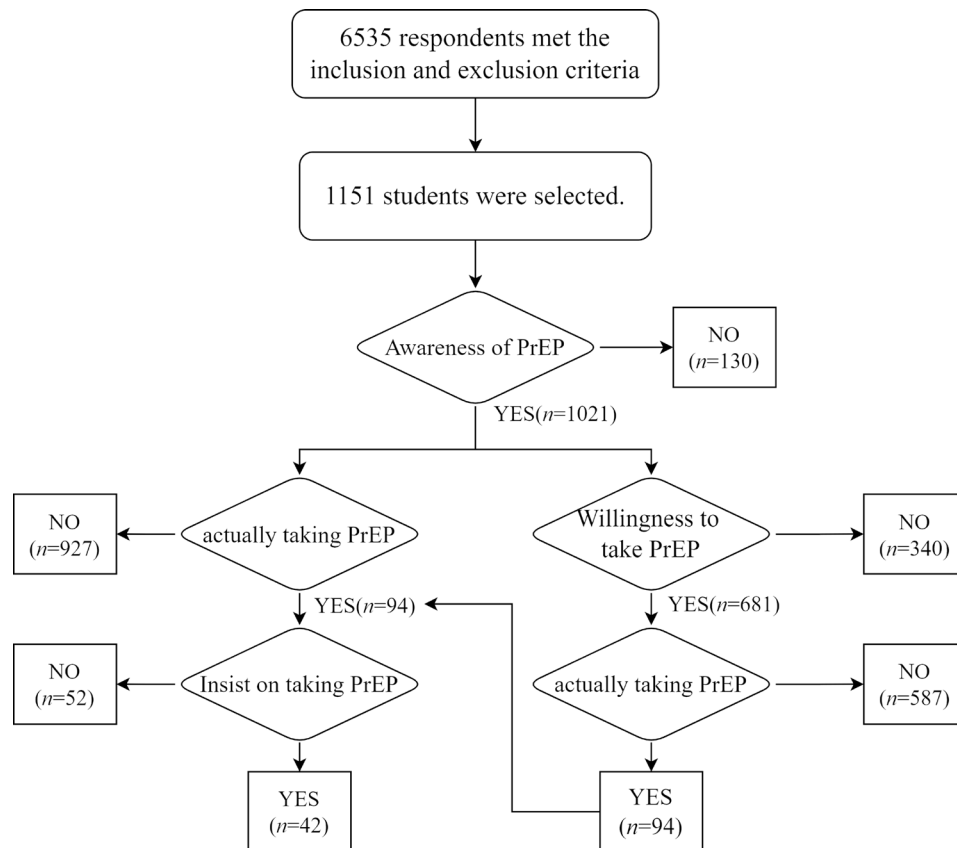 6535 respondents met the
inclusion and exclusion criteria
1151 students were selected.
Awareness of PrEP
NO
(n=130)
YES(n=1021)
NO
(n=927)
actually taking PrEP
Willingness to
take PrEP
NO
(n=340)
YES(n=94)
YES(n=681)
NO
(n=52)
Insist on taking PrEP
actually taking PrEP
NO
(n=587)
YES
(n=42)
YES
(n=94)